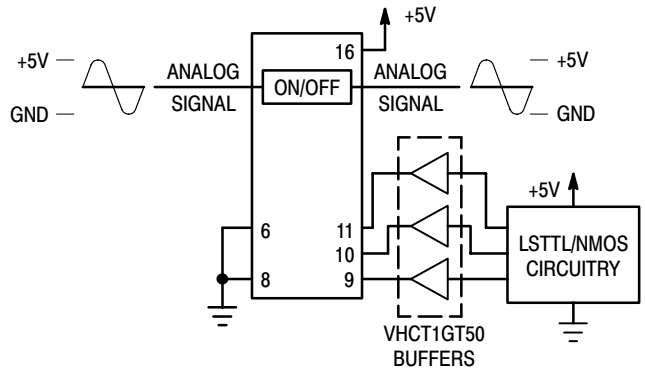 +5V
16
+5V
ANALOG
SIGNAL
GND
ON/OFF
ANALOG
SIGNAL
+5V
GND
6
8
11
10
9
VHCT1GT50
BUFFERS
+5V
LSTTL/NMOS
CIRCUITRY